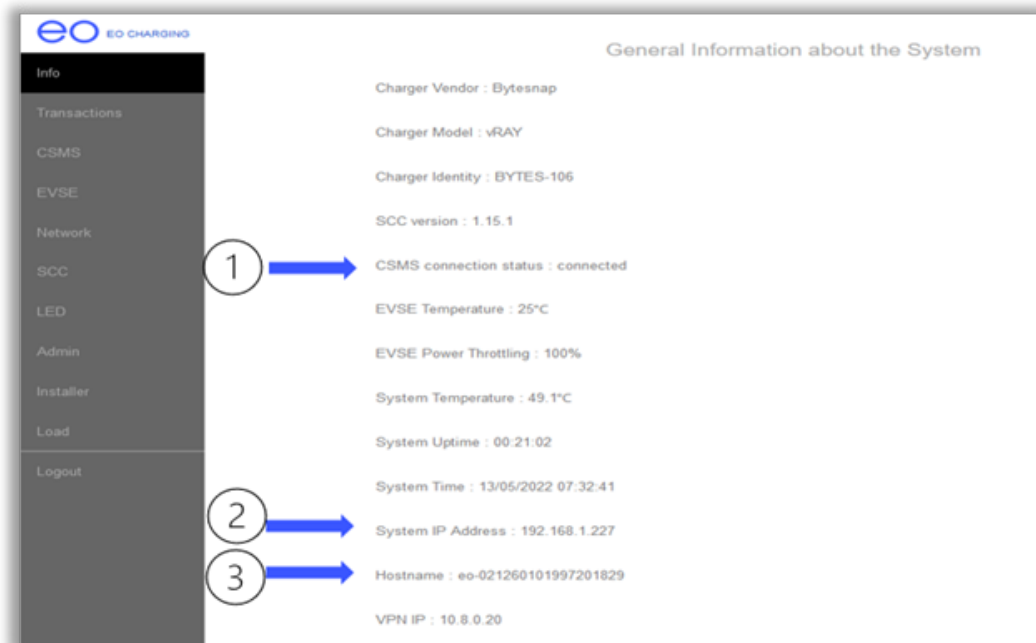 eo EO CHARGING
General Information about the System
Info
Transactions
CSMS
EVSE
Network
SCC
LED
Admin
Installer
Load
Logout
Charger Vendor : Bytesnap
Charger Model : vRAY
Charger Identity : BYTES-106
SCC version : 1.15.1
1
CSMS connection status : connected
EVSE Temperature : 25°C
EVSE Power Throttling : 100%
System Temperature : 49.1°C
System Uptime : 00:21:02
System Time : 13/05/2022 07:32:41
2
System IP Address : 192.168.1.227
3
Hostname : eo-021260101997201829
VPN IP : 10.8.0.20